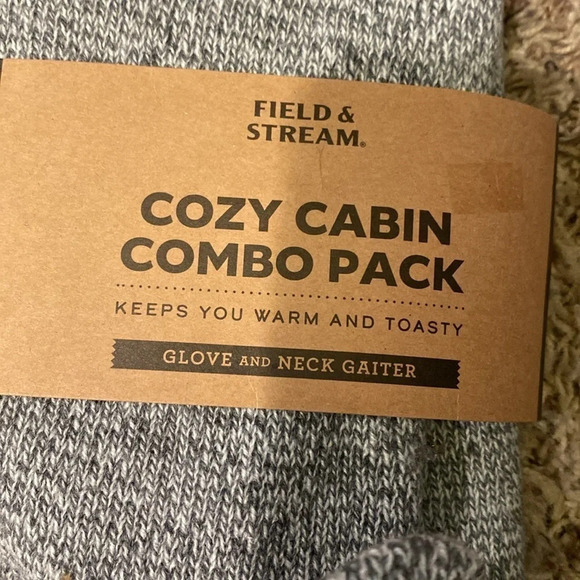 FIELD &
STREAM®
COZY CABIN
COMBO PACK
KEEPS YOU WARM AND TOASTY
GLOVE AND NECK GAITER